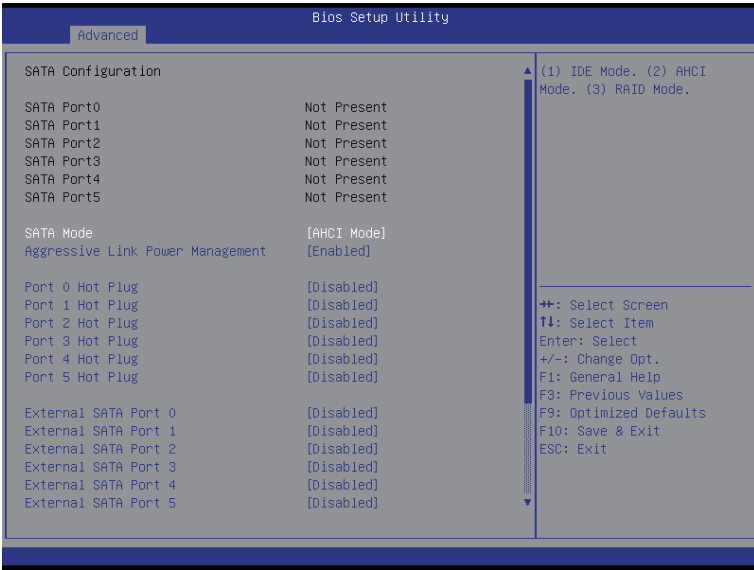 Bios Setup Utility
Advanced
SATA Configuration
SATA Port0 Not Present
SATA Port1 Not Present
SATA Port2 Not Present
SATA Port3 Not Present
SATA Port4 Not Present
SATA Port5 Not Present
SATA Mode [AHCI Mode]
Aggressive Link Power Management [Enabled]
Port 0 Hot Plug [Disabled]
Port 1 Hot Plug [Disabled]
Port 2 Hot Plug [Disabled]
Port 3 Hot Plug [Disabled]
Port 4 Hot Plug [Disabled]
Port 5 Hot Plug [Disabled]
External SATA Port 0 [Disabled]
External SATA Port 1 [Disabled]
External SATA Port 2 [Disabled]
External SATA Port 3 [Disabled]
External SATA Port 4 [Disabled]
External SATA Port 5 [Disabled]
(1) IDE Mode. (2) AHCI
Mode. (3) RAID Mode.
→←: Select Screen
↑↓: Select Item
Enter: Select
+/-: Change Opt.
F1: General Help
F3: Previous Values
F9: Optimized Defaults
F10: Save & Exit
ESC: Exit